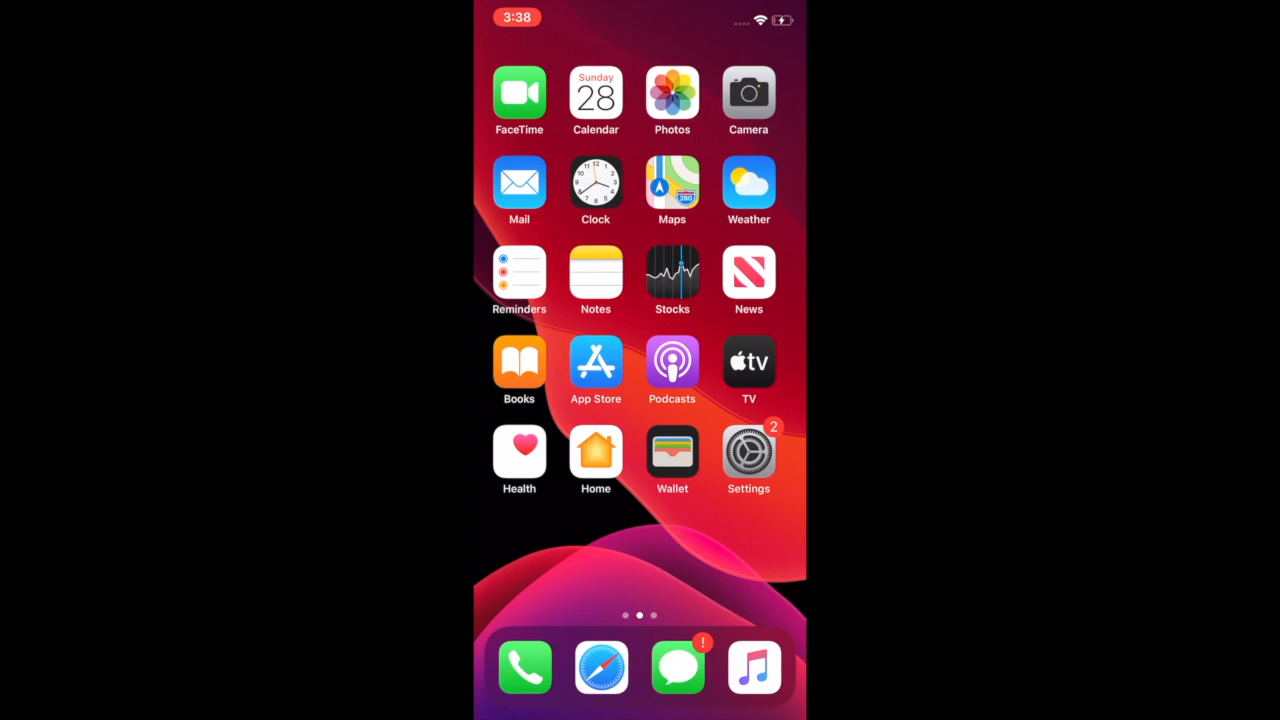 3:38
Sunday
28
FaceTime Calendar Photos Camera
280
Mail Clock Maps Weather
Reminders Notes Stocks News
tv
Books App Store Podcasts TV
2
Health Home Wallet Settings
!